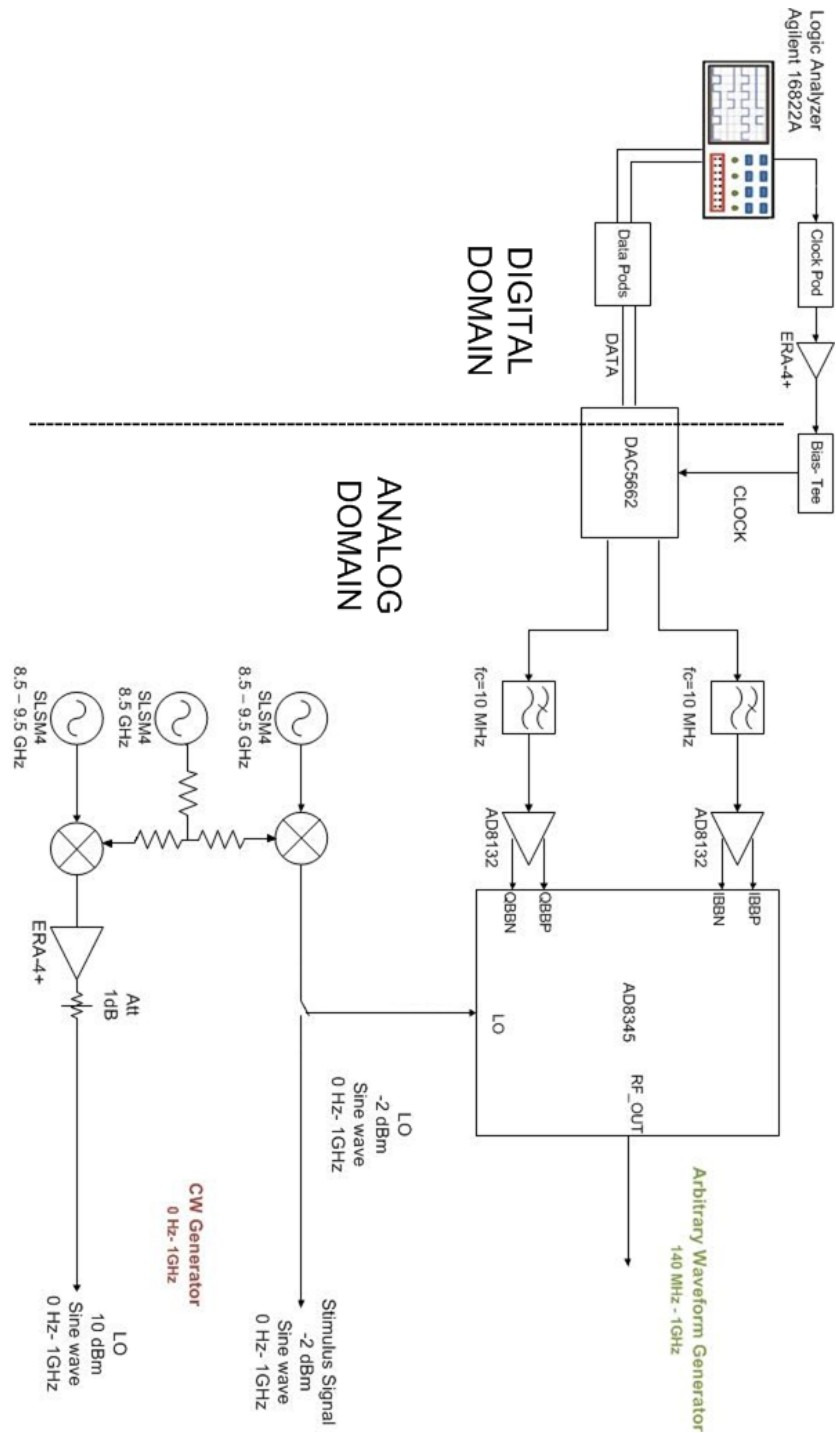 Logic Analyzer
Agilent 16822A
Clock Pod
ERA-4+
Bias- Tee
CLOCK
Data Pods
DATA
DIGITAL
DOMAIN
ANALOG
DOMAIN
DAC5662
fc=10 MHz
fc=10 MHz
AD8132
AD8132
IBBP
IBBN
QBBP
QBBN
AD8345
LO
RF_OUT
Arbitrary Waveform Generator
140 MHz - 1GHz
SLSM4
8.5 – 9.5 GHz
SLSM4
8.5 GHz
SLSM4
8.5 – 9.5 GHz
LO
-2 dBm
Sine wave
0 Hz- 1GHz
Stimulus Signal
-2 dBm
Sine wave
0 Hz- 1GHz
CW Generator
0 Hz- 1GHz
ERA-4+
Att
1dB
LO
10 dBm
Sine wave
0 Hz- 1GHz